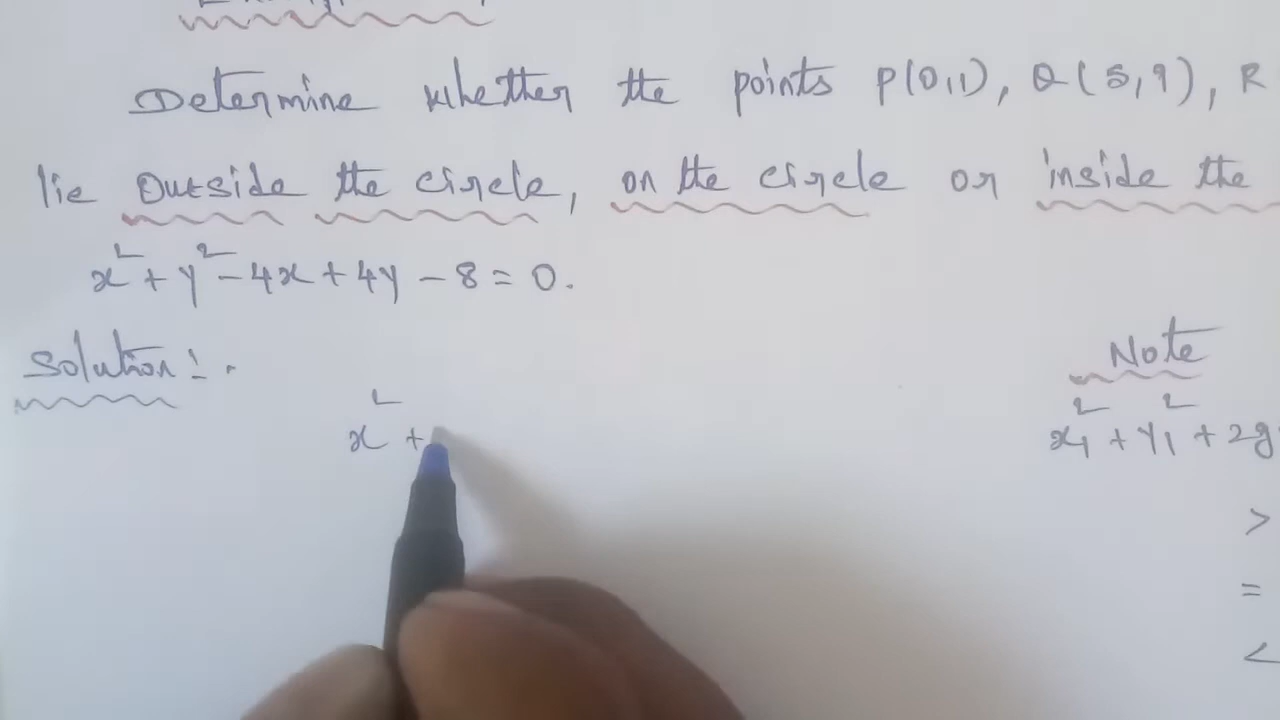 Determine whether the points P(0,1), Q(5,9), R
lie outside the circle, on the circle or inside the
x² + y² - 4x + 4y - 8 = 0.
Solution :-
Note
x² +
x₁² + y₁² + 2g
>
=
<